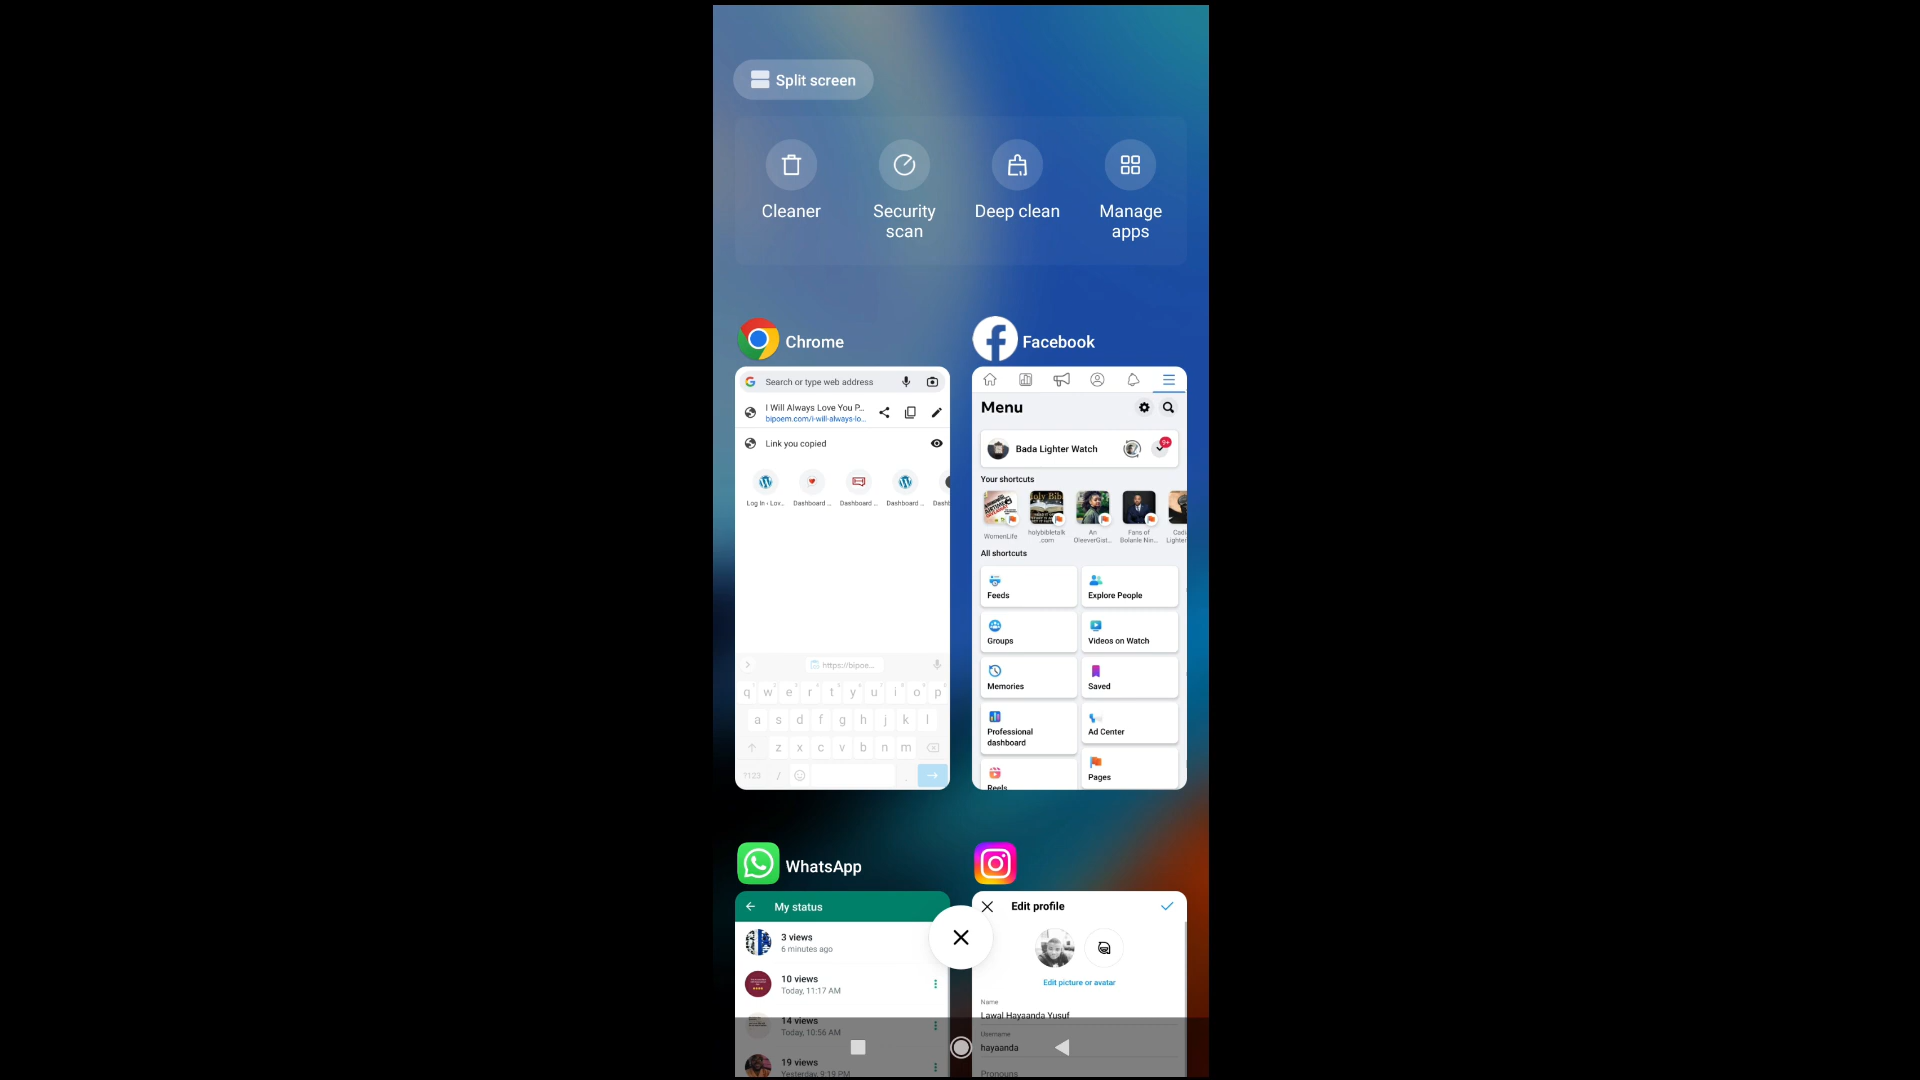 Split screen
Cleaner
Security scan
Deep clean
Manage apps
Chrome
Search or type web address
I Will Always Love You P...
bipoem.com/i-will-always-lo...
Link you copied
Log In ‹ Lov...
Dashboard ...
Dashboard ...
Dashboard ...
Dashb
https://bipoe...
q w e r t y u i o p
a s d f g h j k l
z x c v b n m
?123 / .
Facebook
Menu
Bada Lighter Watch
9+
Your shortcuts
WomenLife
holybibletalk .com
An OleeverGist...
Fans of Bolanle Nin...
Lighter
All shortcuts
Feeds
Explore People
Groups
Videos on Watch
Memories
Saved
Professional dashboard
Ad Center
Reels
Pages
WhatsApp
My status
3 views
6 minutes ago
10 views
Today, 11:17 AM
14 views
Today, 10:56 AM
19 views
Yesterday, 9:19 PM
Edit profile
Edit picture or avatar
Name
Lawal Hayaanda Yusuf
Username
hayaanda
Pronouns